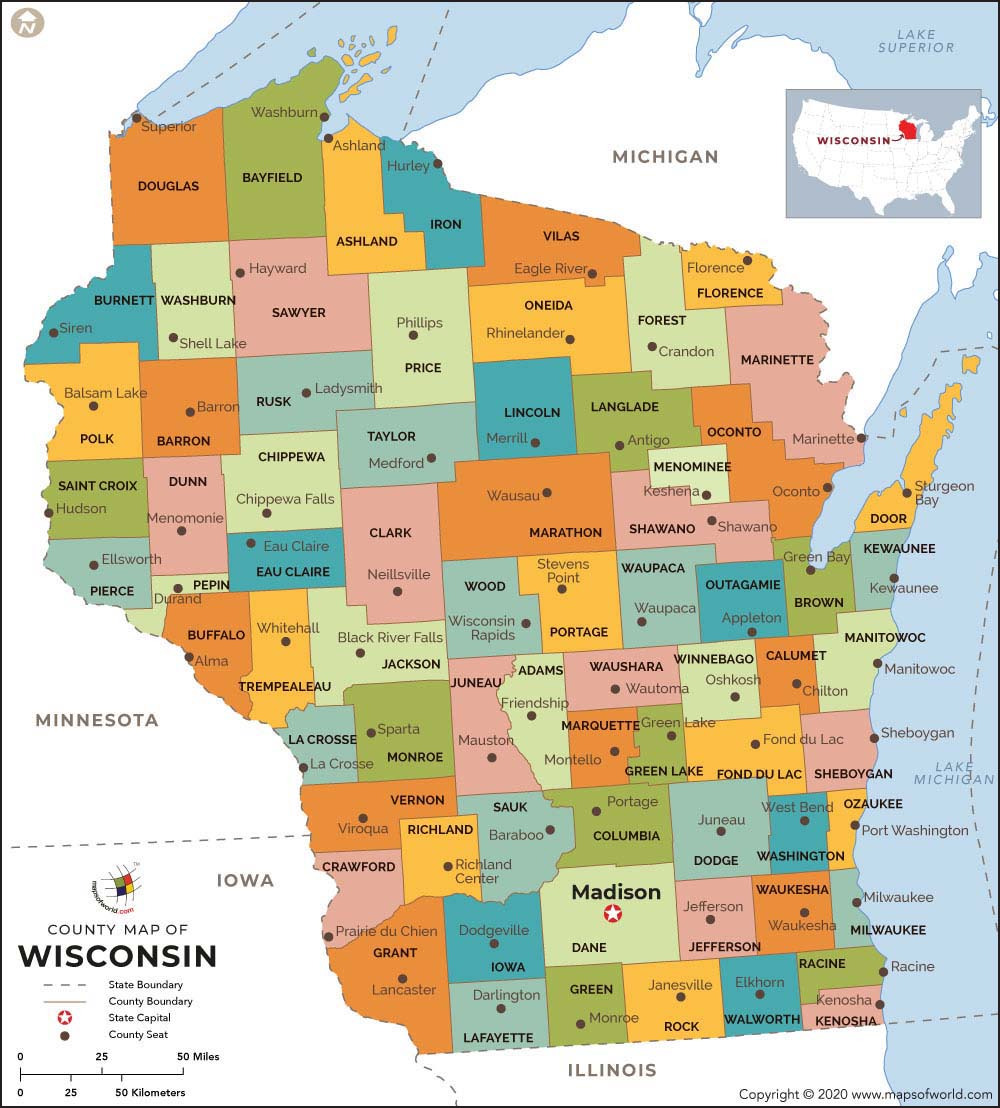 N
LAKE
SUPERIOR
MICHIGAN
WISCONSIN
Superior
Washburn
Ashland
Hurley
DOUGLAS
BAYFIELD
ASHLAND
IRON
VILAS
Eagle River
Florence
FLORENCE
BURNETT
Siren
WASHBURN
Shell Lake
Hayward
SAWYER
Phillips
PRICE
ONEIDA
Rhinelander
FOREST
Crandon
MARINETTE
Marinette
Balsam Lake
POLK
Barron
BARRON
RUSK
Ladysmith
TAYLOR
Medford
LINCOLN
Merrill
LANGLADE
Antigo
OCONTO
Oconto
CHIPPEWA
Chippewa Falls
SAINT CROIX
Hudson
DUNN
Menomonie
CLARK
Neillsville
Wausau
MARATHON
MENOMINEE
Keshena
SHAWANO
Shawano
Sturgeon
Bay
DOOR
Ellsworth
PIERCE
PEPIN
Durand
Eau Claire
EAU CLAIRE
WOOD
Wisconsin
Rapids
Stevens
Point
PORTAGE
WAUPACA
Waupaca
OUTAGAMIE
Appleton
Green Bay
BROWN
KEWAUNEE
Kewaunee
BUFFALO
Alma
Whitehall
TREMPEALEAU
Black River Falls
JACKSON
JUNEAU
Mauston
ADAMS
Friendship
WAUSHARA
Wautoma
WINNEBAGO
Oshkosh
CALUMET
Chilton
MANITOWOC
Manitowoc
MINNESOTA
LA CROSSE
La Crosse
Sparta
MONROE
MARQUETTE
Montello
Green Lake
GREEN LAKE
Fond du Lac
FOND DU LAC
Sheboygan
SHEBOYGAN
LAKE
MICHIGAN
VERNON
Viroqua
RICHLAND
Richland
Center
SAUK
Baraboo
Portage
COLUMBIA
Juneau
DODGE
West Bend
WASHINGTON
OZAUKEE
Port Washington
IOWA
CRAWFORD
Prairie du Chien
GRANT
Lancaster
Dodgeville
IOWA
Madison
DANE
Jefferson
JEFFERSON
WAUKESHA
Waukesha
Milwaukee
MILWAUKEE
Darlington
LAFAYETTE
GREEN
Monroe
Janesville
ROCK
Elkhorn
WALWORTH
RACINE
Racine
Kenosha
KENOSHA
ILLINOIS
TM
mapsofworld.com
COUNTY MAP OF
WISCONSIN
State Boundary
County Boundary
State Capital
County Seat
0 25 50 Miles
0 25 50 Kilometers
Copyright © 2020 www.mapsofworld.com